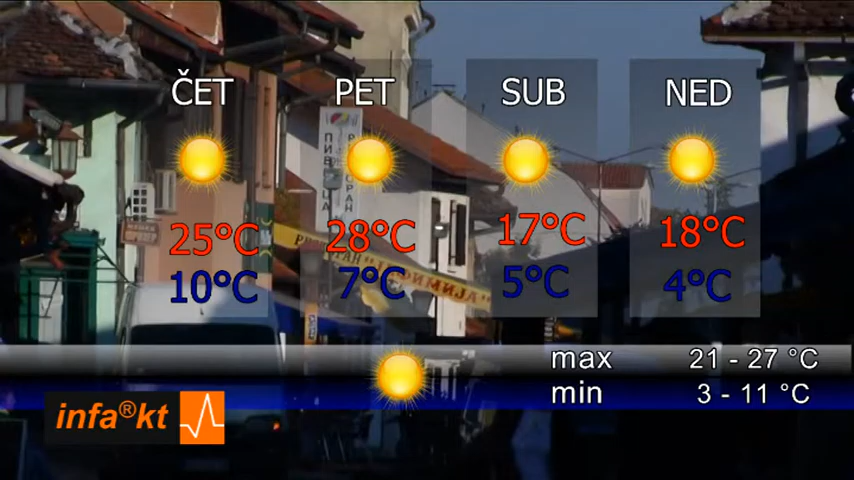 ČET PET SUB NED
25°C 28°C 17°C 18°C
10°C 7°C 5°C 4°C
max 21 - 27 °C
min 3 - 11 °C
infa®kt